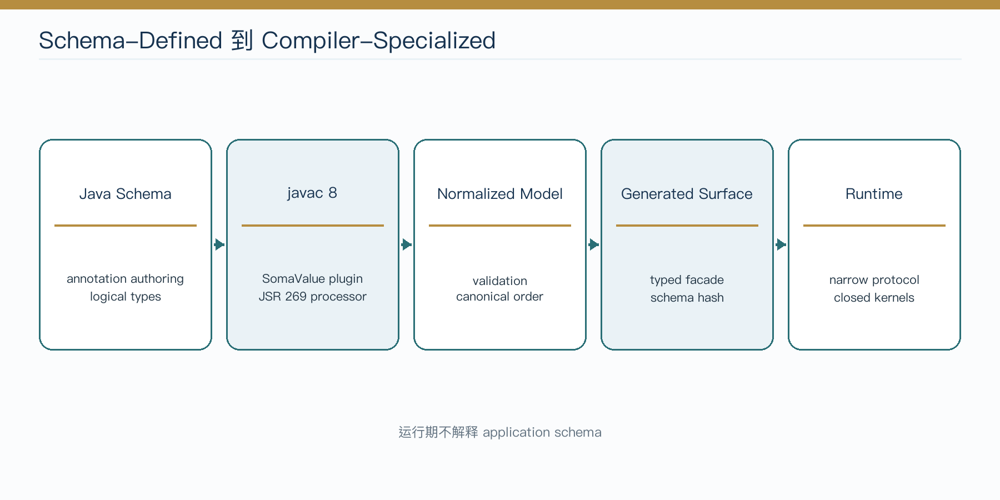 Schema–Defined 到 Compiler–Specialized
Java Schema
annotation authoring
logical types
javac 8
SomaValue plugin
JSR 269 processor
Normalized Model
validation
canonical order
Generated Surface
typed facade
schema hash
Runtime
narrow protocol
closed kernels
运行期不解释 application schema